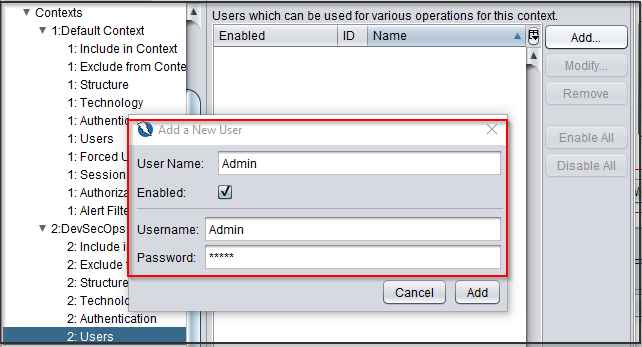 Contexts
1:Default Context
1: Include in Context
1: Exclude from Conte
1: Structure
1: Technology
1: Authentication
1: Users
1: Forced U
1: Session
1: Authoriza
1: Alert Filte
2:DevSecOps
2: Include i
2: Exclude
2: Structure
2: Technolo
2: Authentication
2: Users
Users which can be used for various operations for this context.
Enabled ID Name
Add...
Modify...
Remove
Enable All
Disable All
Add a New User
User Name: Admin
Enabled:
Username: Admin
Password: *****
Cancel Add